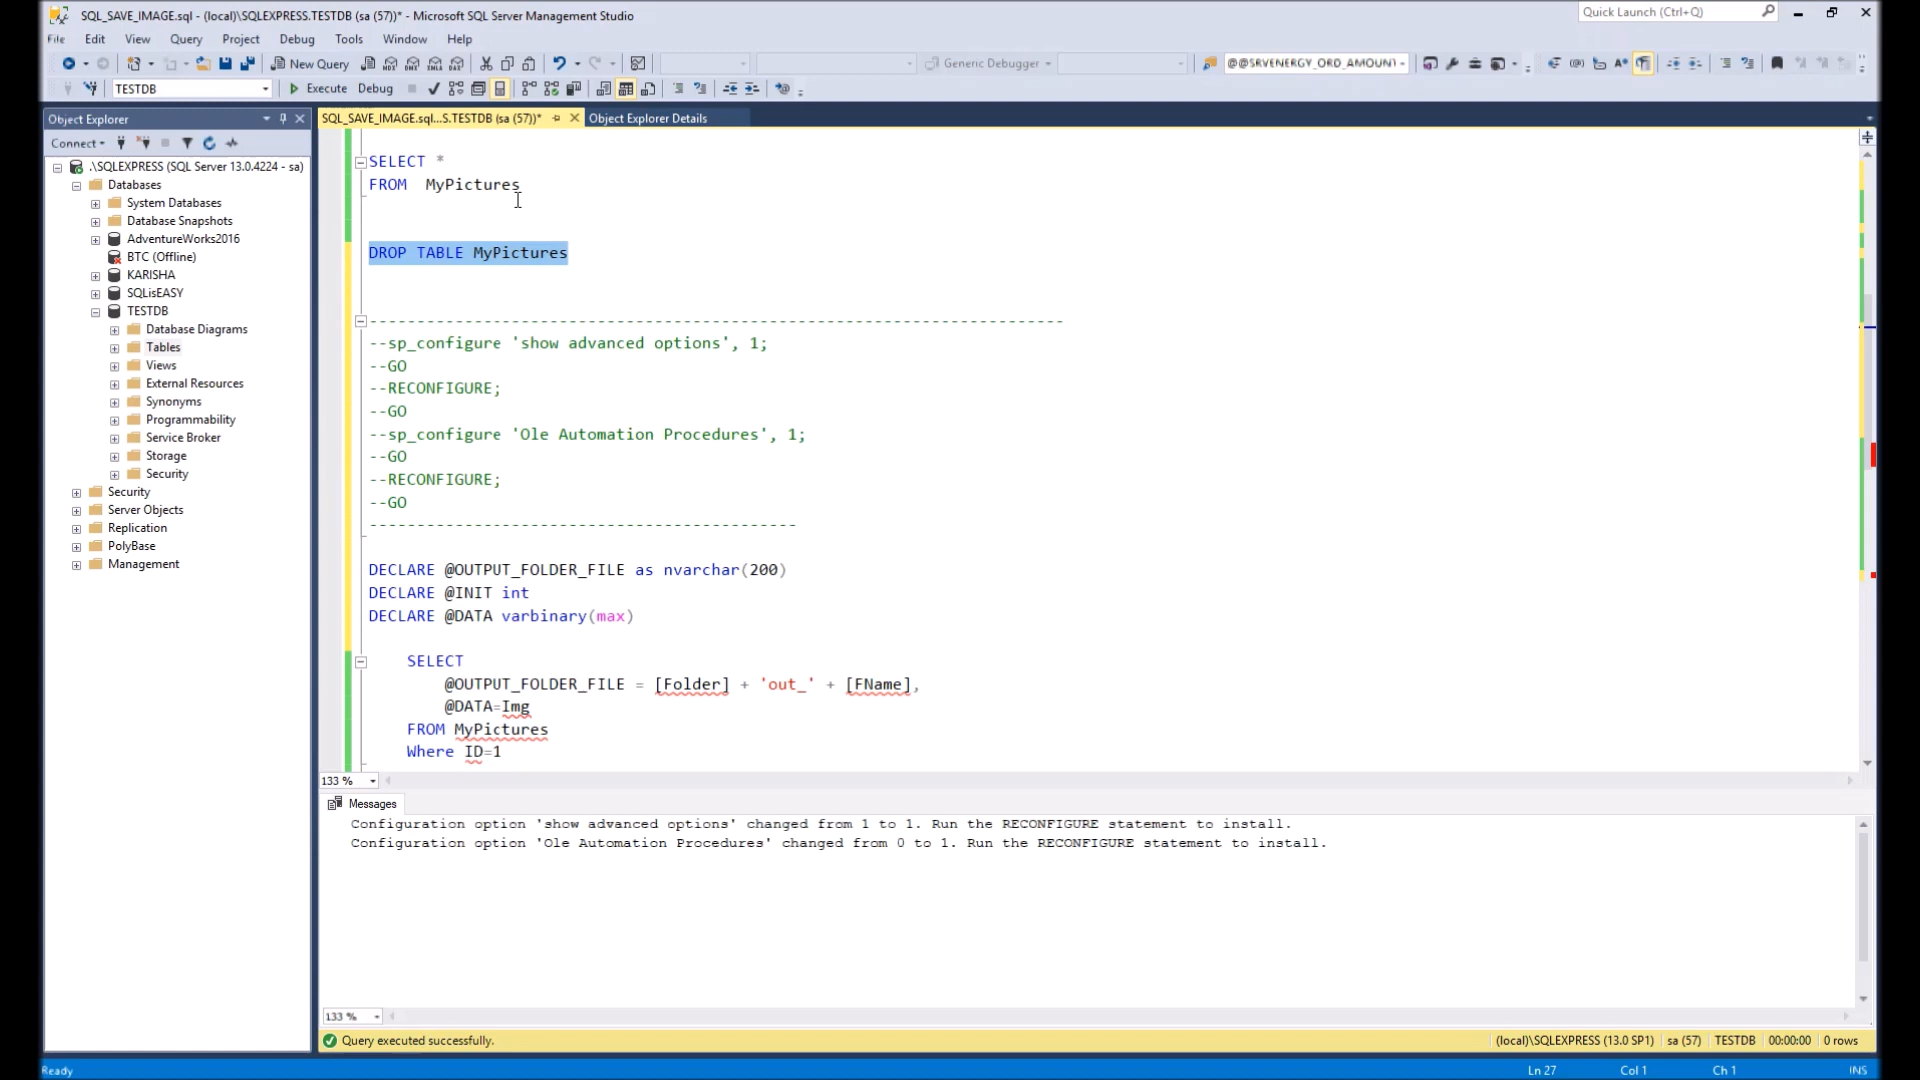 SQL_SAVE_IMAGE.sql - (local)\SQLEXPRESS.TESTDB (sa (57))* - Microsoft SQL Server Management Studio
Quick Launch (Ctrl+Q)
File Edit View Query Project Debug Tools Window Help
New Query
Generic Debugger
@@SRVENERGY_ORD_AMOUNT
TESTDB
Execute Debug
Object Explorer
SQL_SAVE_IMAGE.sql...S.TESTDB (sa (57))*
Object Explorer Details
Connect
.\SQLEXPRESS (SQL Server 13.0.4224 - sa)
Databases
System Databases
Database Snapshots
AdventureWorks2016
BTC (Offline)
KARISHA
SQLisEASY
TESTDB
Database Diagrams
Tables
Views
External Resources
Synonyms
Programmability
Service Broker
Storage
Security
Security
Server Objects
Replication
PolyBase
Management
SELECT *
FROM  MyPictures
DROP TABLE MyPictures
--------------------------------------------------------------------------
--sp_configure 'show advanced options', 1;
--GO
--RECONFIGURE;
--GO
--sp_configure 'Ole Automation Procedures', 1;
--GO
--RECONFIGURE;
--GO
---------------------------------------------
DECLARE @OUTPUT_FOLDER_FILE as nvarchar(200)
DECLARE @INIT int
DECLARE @DATA varbinary(max)
SELECT
@OUTPUT_FOLDER_FILE = [Folder] + 'out_' + [FName],
@DATA=Img
FROM MyPictures
Where ID=1
133 %
Messages
Configuration option 'show advanced options' changed from 1 to 1. Run the RECONFIGURE statement to install.
Configuration option 'Ole Automation Procedures' changed from 0 to 1. Run the RECONFIGURE statement to install.
133 %
Query executed successfully.
(local)\SQLEXPRESS (13.0 SP1) sa (57) TESTDB 00:00:00 0 rows
Ready
Ln 27 Col 1 Ch 1 INS